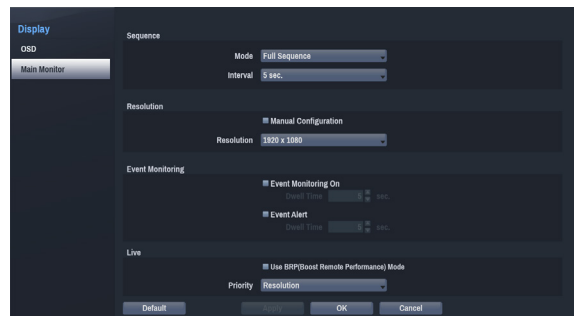 Display
OSD
Main Monitor
Sequence
Mode Full Sequence
Interval 5 sec.
Resolution
Manual Configuration
Resolution 1920 x 1080
Event Monitoring
Event Monitoring On
Dwell Time 5 sec.
Event Alert
Dwell Time 5 sec.
Live
Use BRP(Boost Remote Performance) Mode
Priority Resolution
Default Apply OK Cancel